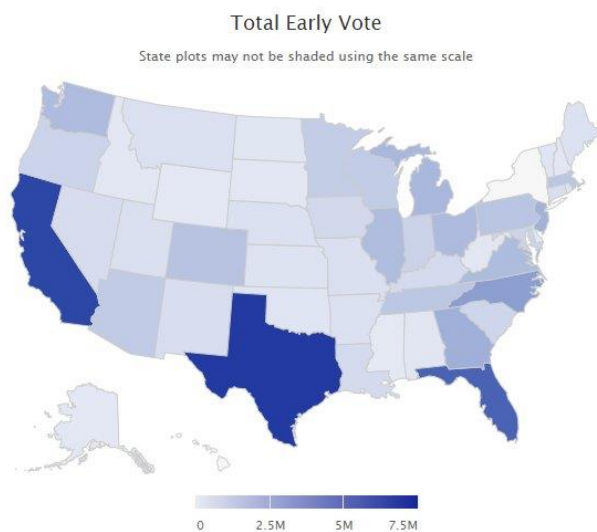 Total Early Vote
State plots may not be shaded using the same scale
0 2.5M 5M 7.5M